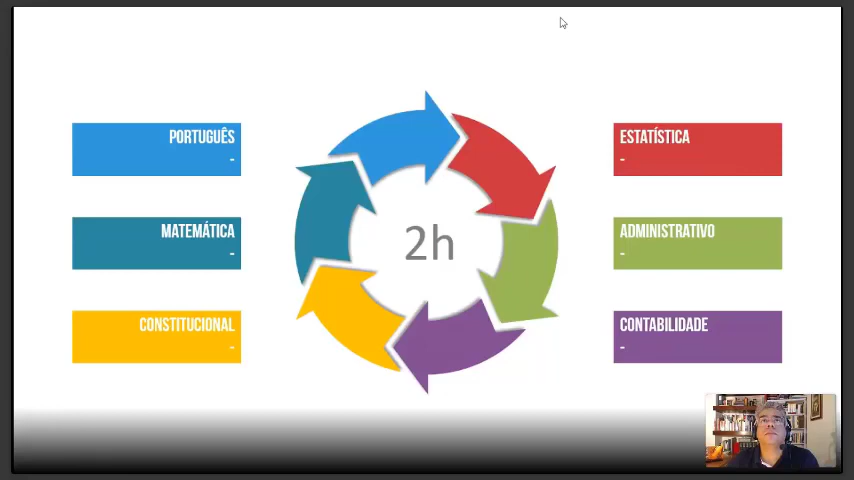 PORTUGUÊS
-
MATEMÁTICA
-
CONSTITUCIONAL
-
2h
ESTATÍSTICA
-
ADMINISTRATIVO
-
CONTABILIDADE
-